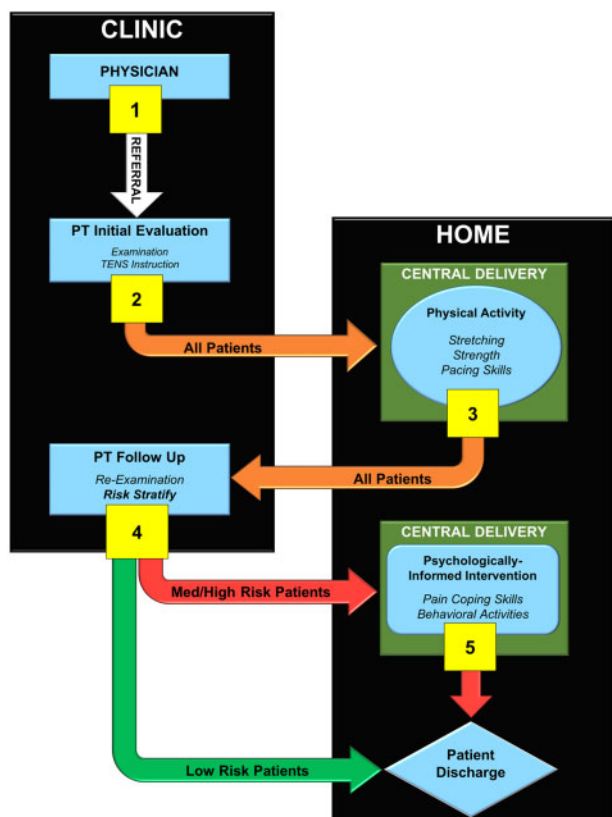 CLINIC
PHYSICIAN
1
REFERRAL
PT Initial Evaluation
Examination
TENS Instruction
2
All Patients
HOME
CENTRAL DELIVERY
Physical Activity
Stretching
Strength
Pacing Skills
3
All Patients
PT Follow Up
Re-Examination
Risk Stratify
4
Med/High Risk Patients
CENTRAL DELIVERY
Psychologically-
Informed Intervention
Pain Coping Skills
Behavioral Activities
5
Low Risk Patients
Patient
Discharge